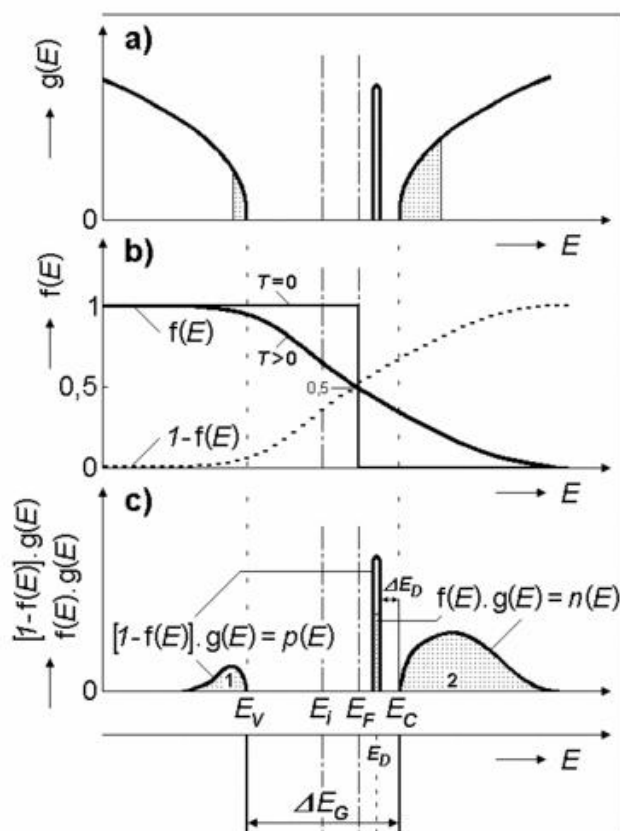 a)
g(E)
0
E
b)
f(E)
1
T=0
f(E)
T>0
0,5
0,5
1-f(E)
0
E
c)
[1-f(E)].g(E)
f(E).g(E)
ΔE_D
f(E).g(E)=n(E)
[1-f(E)].g(E)=p(E)
1
2
0
E_V E_i E_F E_C
E_D
E
ΔE_G